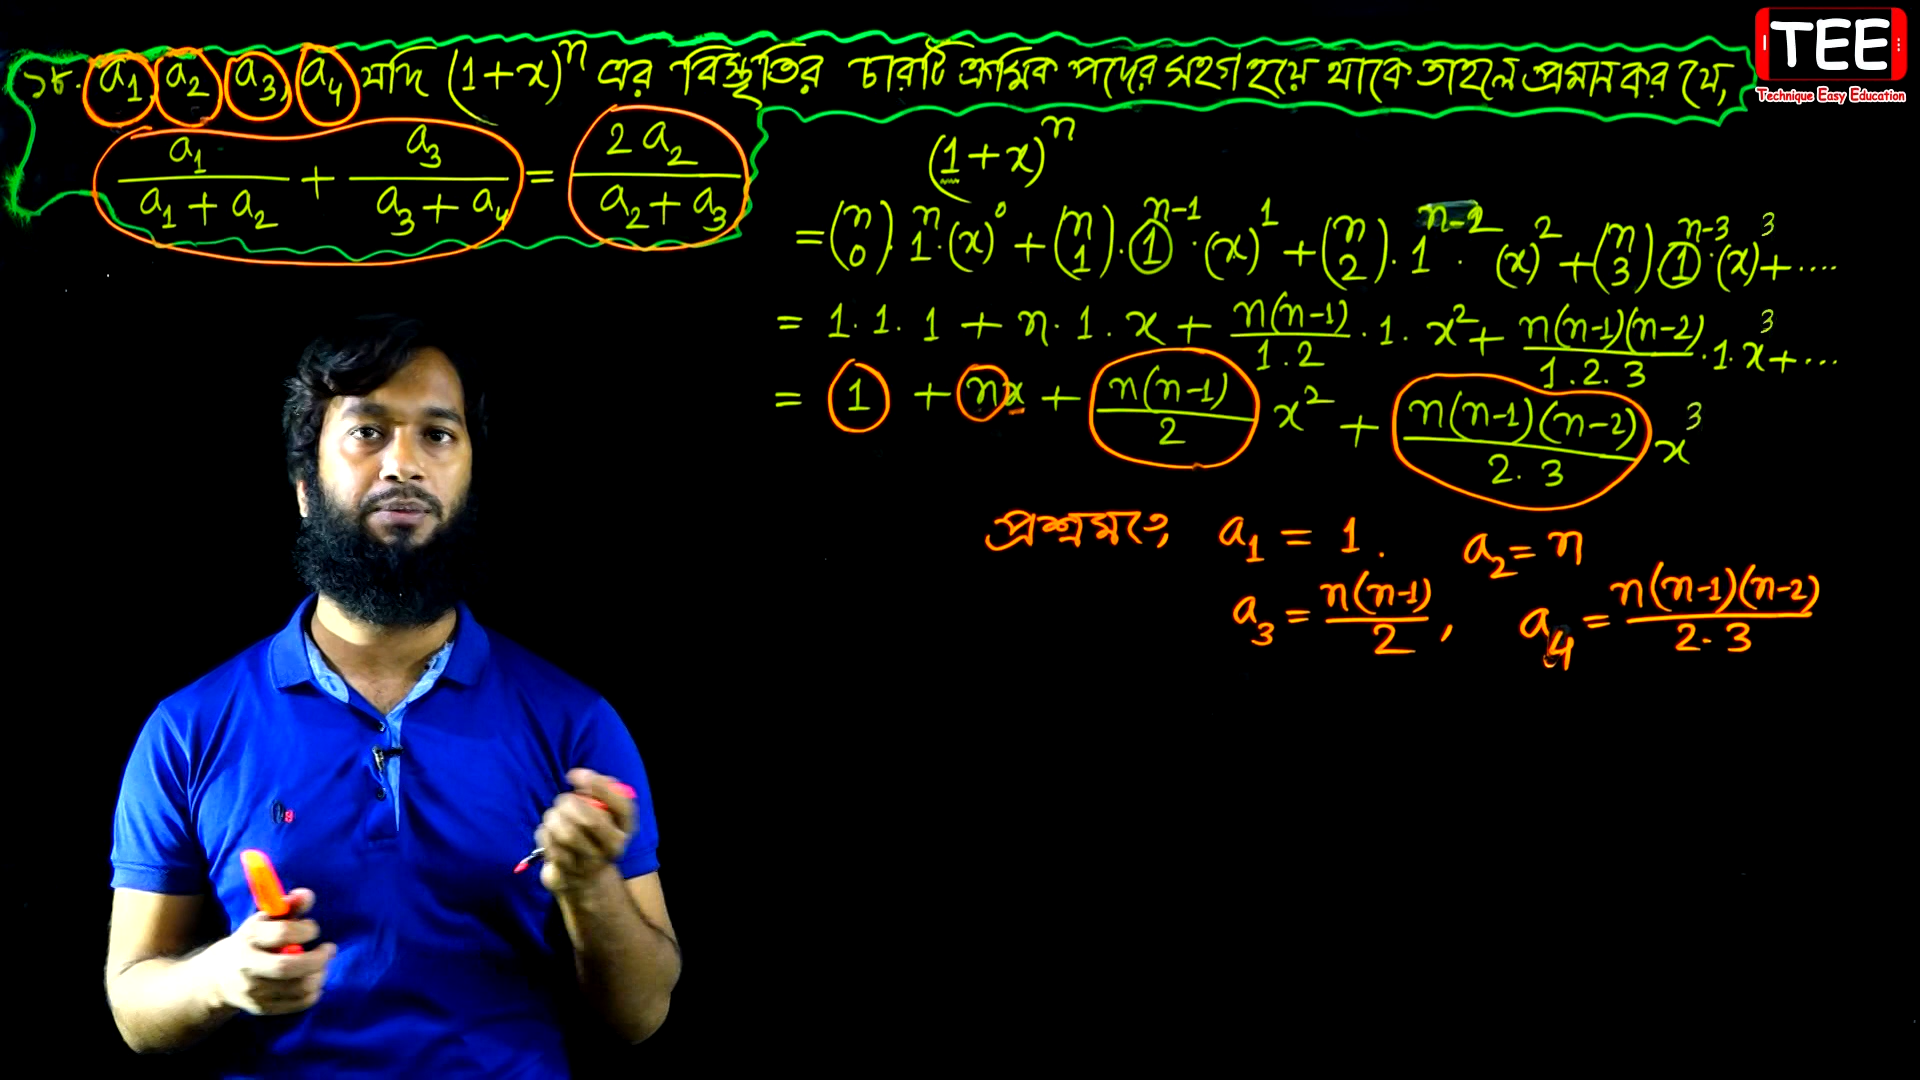 TEE
Technique Easy Education
১৮. a₁, a₂, a₃, a₄ যদি (1+x)ⁿ এর বিস্তৃতির চারটি ক্রমিক পদের সহগ হয়ে থাকে তাহলে প্রমান কর যে,
a₁/(a₁+a₂) + a₃/(a₃+a₄) = 2a₂/(a₂+a₃)
(1+x)ⁿ
= (n 0)·1ⁿ·(x)⁰ + (n 1)·1ⁿ⁻¹·(x)¹ + (n 2)·1ⁿ⁻²·(x)² + (n 3)·1ⁿ⁻³·(x)³ + ....
= 1·1·1 + n·1·x + n(n-1)/1.2 ·1·x² + n(n-1)(n-2)/1.2.3 ·1·x³ + ...
= 1 + nx + n(n-1)/2 x² + n(n-1)(n-2)/2.3 x³
প্রশ্নমতে, a₁ = 1. a₂ = n
a₃ = n(n-1)/2, a₄ = n(n-1)(n-2)/2.3